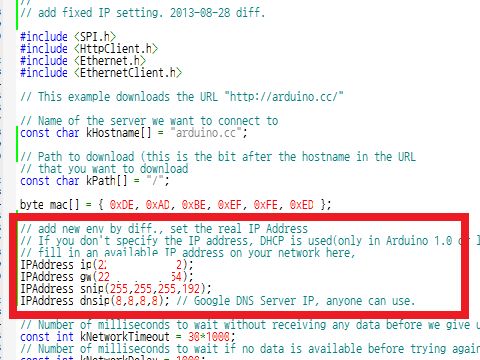 //
// add fixed IP setting. 2013-08-28 diff.
#include <SPI.h>
#include <HttpClient.h>
#include <Ethernet.h>
#include <EthernetClient.h>
// This example downloads the URL "http://arduino.cc/"
// Name of the server we want to connect to
const char kHostname[] = "arduino.cc";
// Path to download (this is the bit after the hostname in the URL
// that you want to download
const char kPath[] = "/";
byte mac[] = { 0xDE, 0xAD, 0xBE, 0xEF, 0xFE, 0xED };
// add new env by diff., set the real IP Address
// If you don't specify the IP address, DHCP is used(only in Arduino 1.0 or l
// fill in an available IP address on your network here,
IPAddress ip(2 2);
IPAddress gw(22 54);
IPAddress snip(255,255,255,192);
IPAddress dnsip(8,8,8,8); // Google DNS Server IP, anyone can use.
// Number of milliseconds to wait without receiving any data before we give u
const int kNetworkTimeout = 30*1000;
// Number of milliseconds to wait if no data is available before trying again
const int kNetworkDelay = 1000;